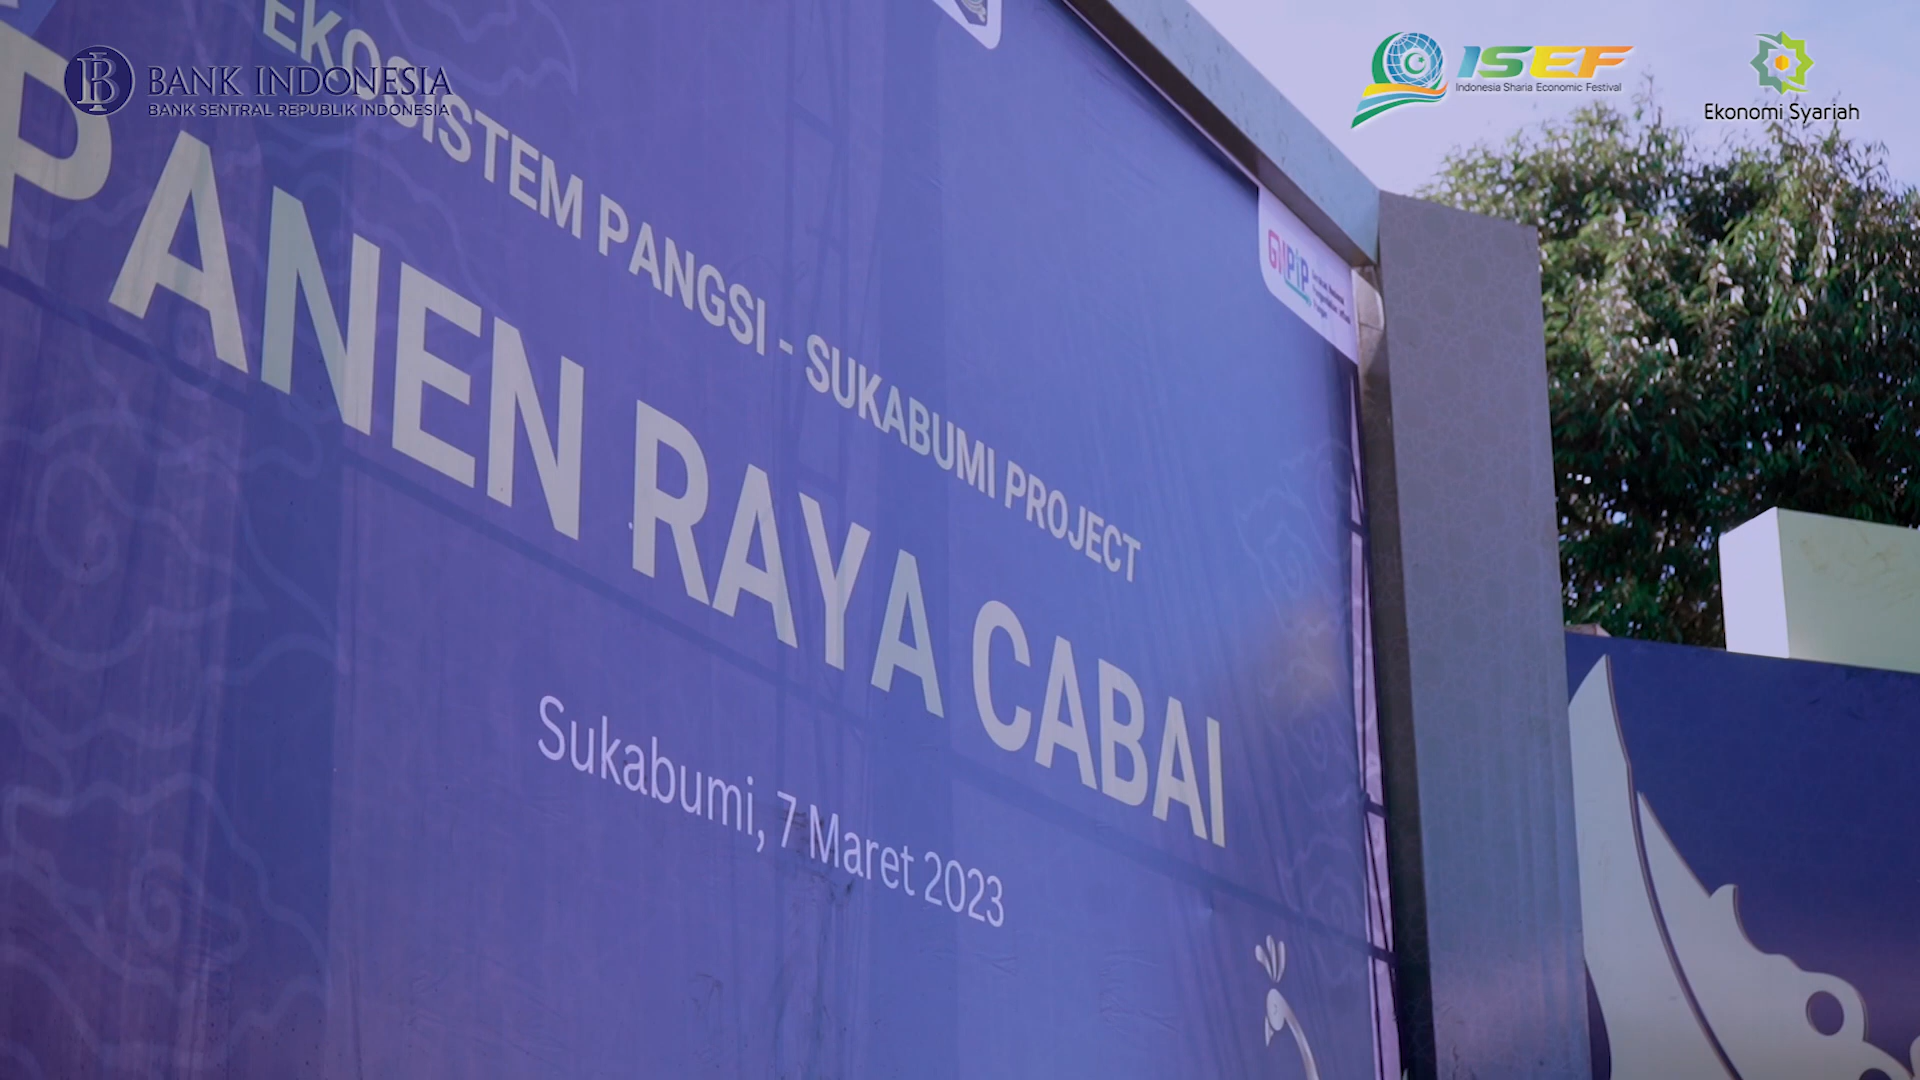 BANK INDONESIA
BANK SENTRAL REPUBLIK INDONESIA
ISEF
Indonesia Sharia Economic Festival
Ekonomi Syariah
EKOSISTEM PANGSI - SUKABUMI PROJECT
PANEN RAYA CABAI
Sukabumi, 7 Maret 2023
GNPIP